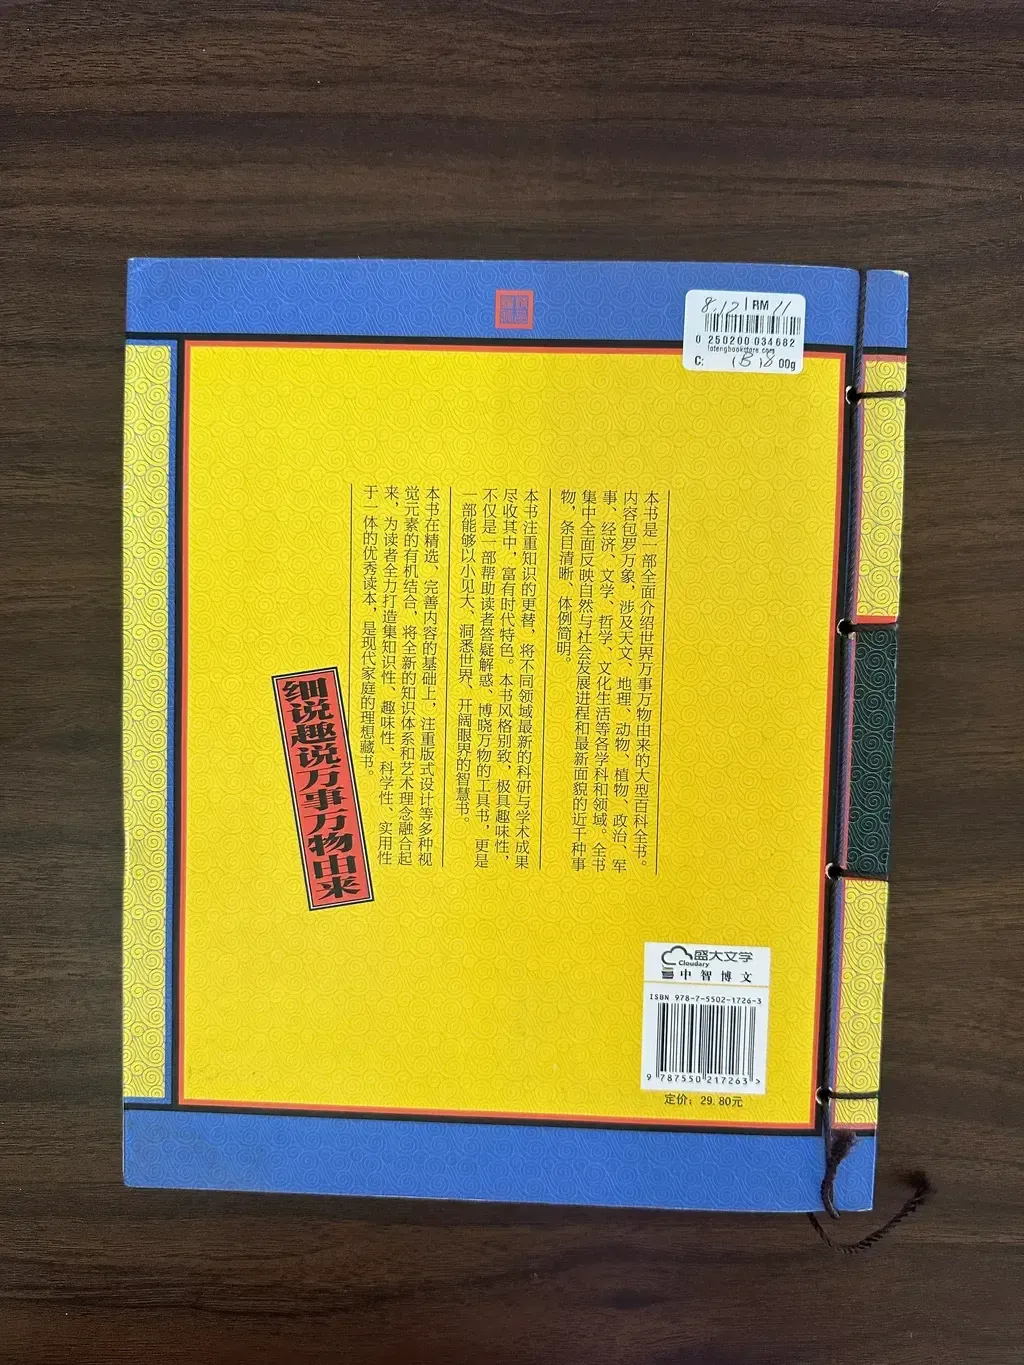 8.12 RM 11
0 250200 034682
latengbookstore.com
C: (B)8 00g
本书是一部全面介绍世界万事万物由来的大型百科全书。
内容包罗万象，涉及天文、地理、动物、植物、政治、军
事、经济、文学、哲学、文化生活等各学科和领域。全书
集中全面反映自然与社会发展进程和最新面貌的近千种事
物，条目清晰、体例简明。
本书注重知识的更替，将不同领域最新的科研与学术成果
尽收其中，富有时代特色。本书风格别致，极具趣味性，
不仅是一部帮助读者答疑解惑、博晓万物的工具书，更是
一部能够以小见大、洞悉世界、开阔眼界的智慧书。
本书在精选、完善内容的基础上，注重版式设计等多种视
觉元素的有机结合，将全新的知识体系和艺术理念融合起
来，为读者全力打造集知识性、趣味性、科学性、实用性
于一体的优秀读本，是现代家庭的理想藏书。
细说趣说万事万物由来
盛大文学
Cloudary
中智博文
ISBN 978-7-5502-1726-3
9 787550 217263 >
定价：29.80元